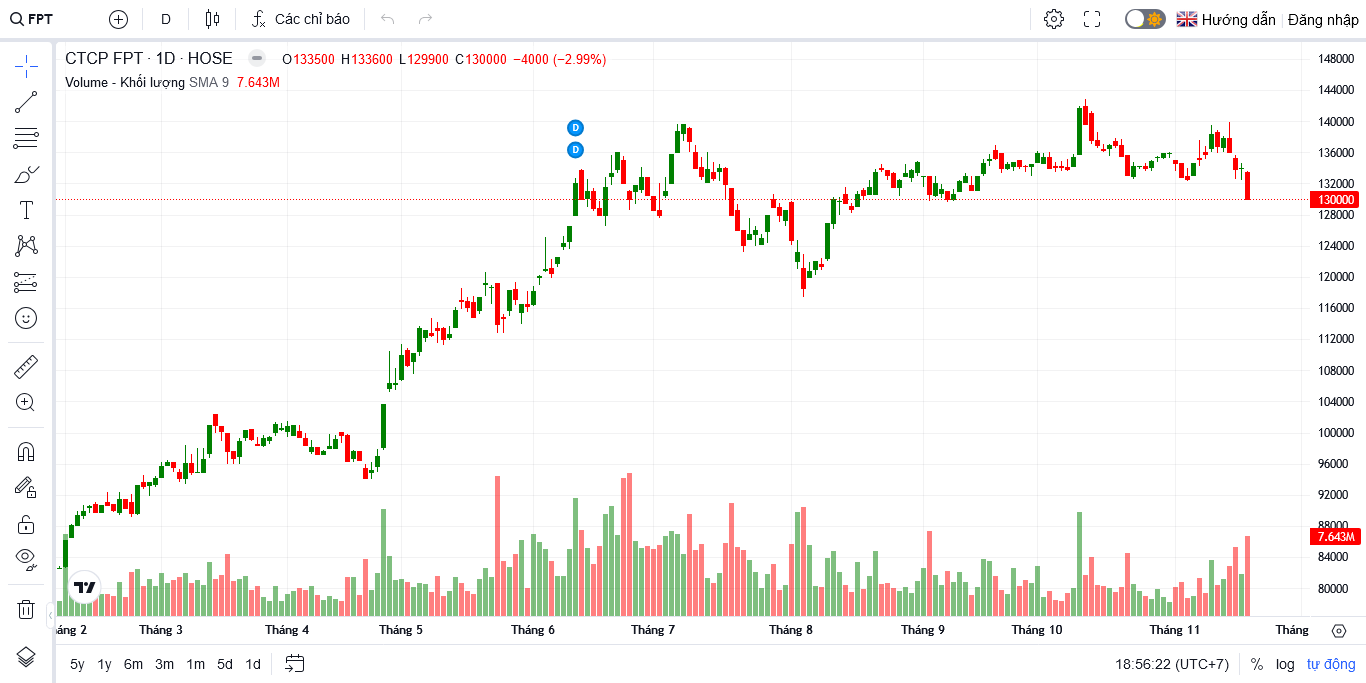 FPT D Các chỉ báo Hướng dẫn Đăng nhập
CTCP FPT · 1D · HOSE O133500 H133600 L129900 C130000 −4000 (−2.99%)
Volume - Khối lượng SMA 9 7.643M
D
D
148000
144000
140000
136000
132000
130000
128000
124000
120000
116000
112000
108000
104000
100000
96000
92000
88000
7.643M
84000
80000
áng 2 Tháng 3 Tháng 4 Tháng 5 Tháng 6 Tháng 7 Tháng 8 Tháng 9 Tháng 10 Tháng 11 Tháng
5y 1y 6m 3m 1m 5d 1d 18:56:22 (UTC+7) % log tự động